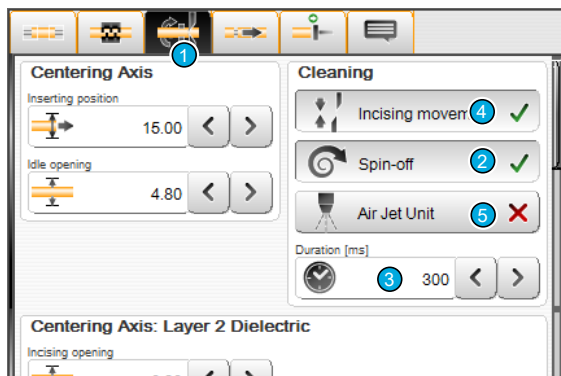 1
Centering Axis
Inserting position
15.00
Idle opening
4.80
Cleaning
Incising movem 4
Spin-off 2
Air Jet Unit 5
Duration [ms]
3 300
Centering Axis: Layer 2 Dielectric
Incising opening